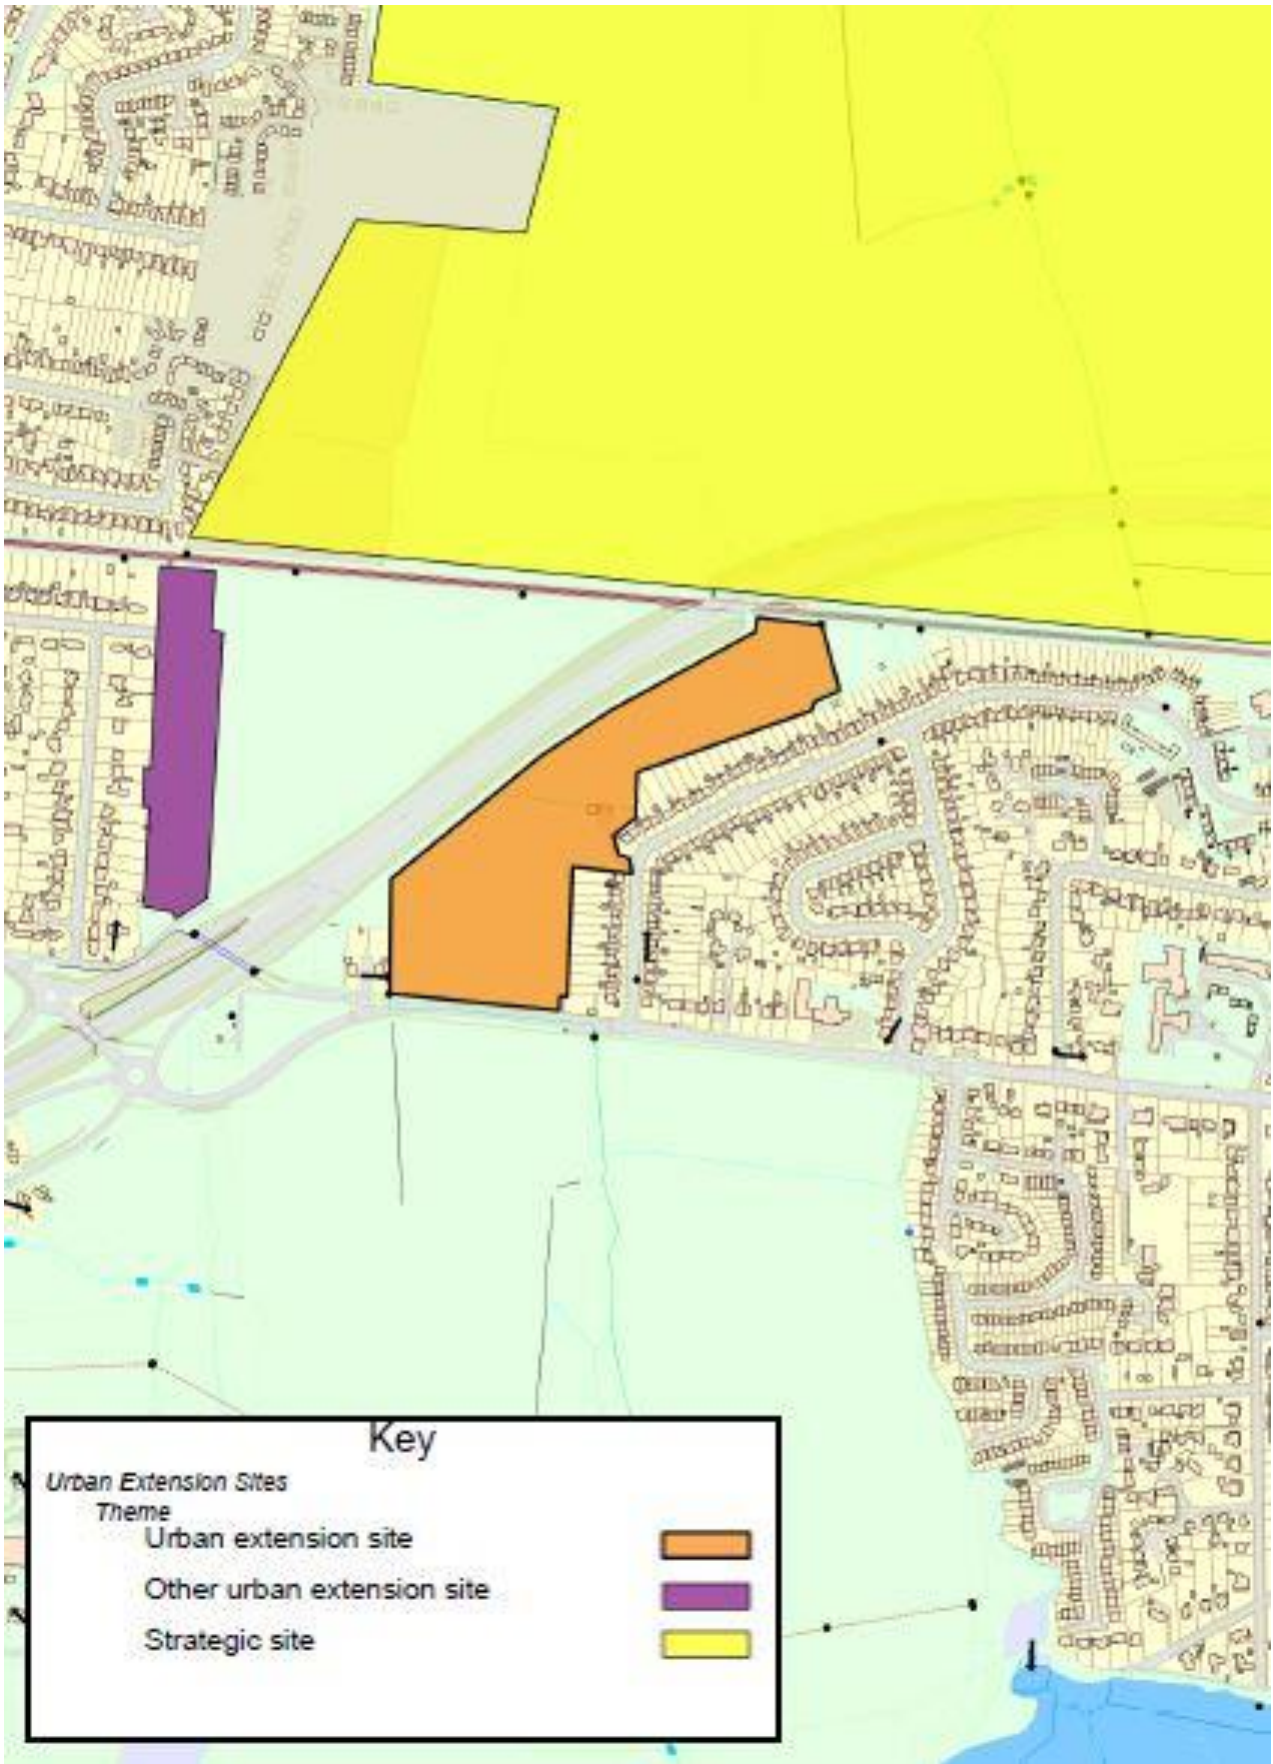 Key
Urban Extension Sites
Theme
Urban extension site
Other urban extension site
Strategic site